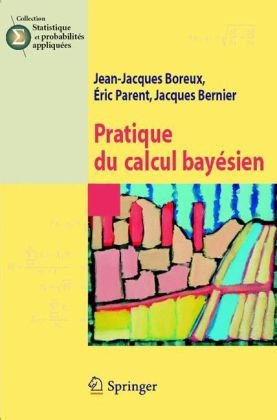 Collection
Statistique
et probabilités
appliquées
Jean-Jacques Boreux
Éric Parent, Jacques Bernier
Pratique
du calcul bayésien
Springer